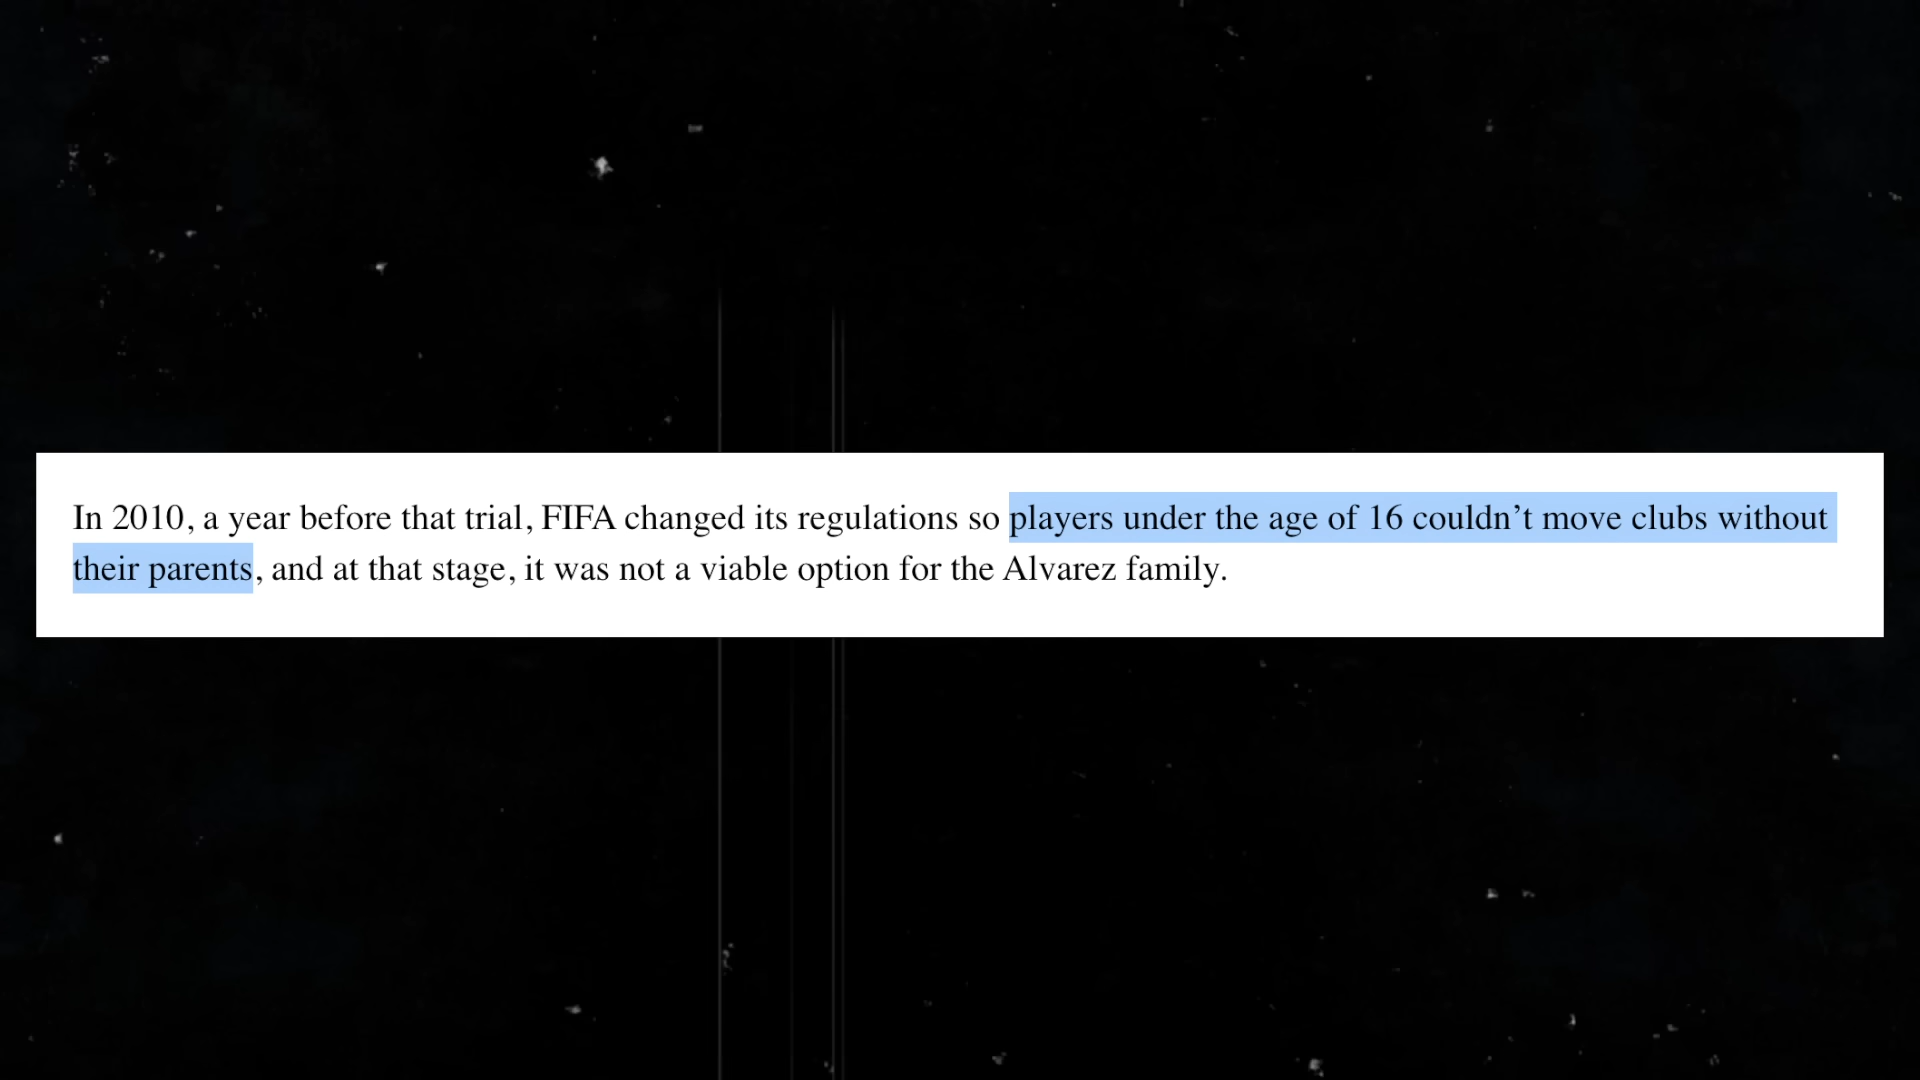 In 2010, a year before that trial, FIFA changed its regulations so players under the age of 16 couldn’t move clubs without
their parents, and at that stage, it was not a viable option for the Alvarez family.